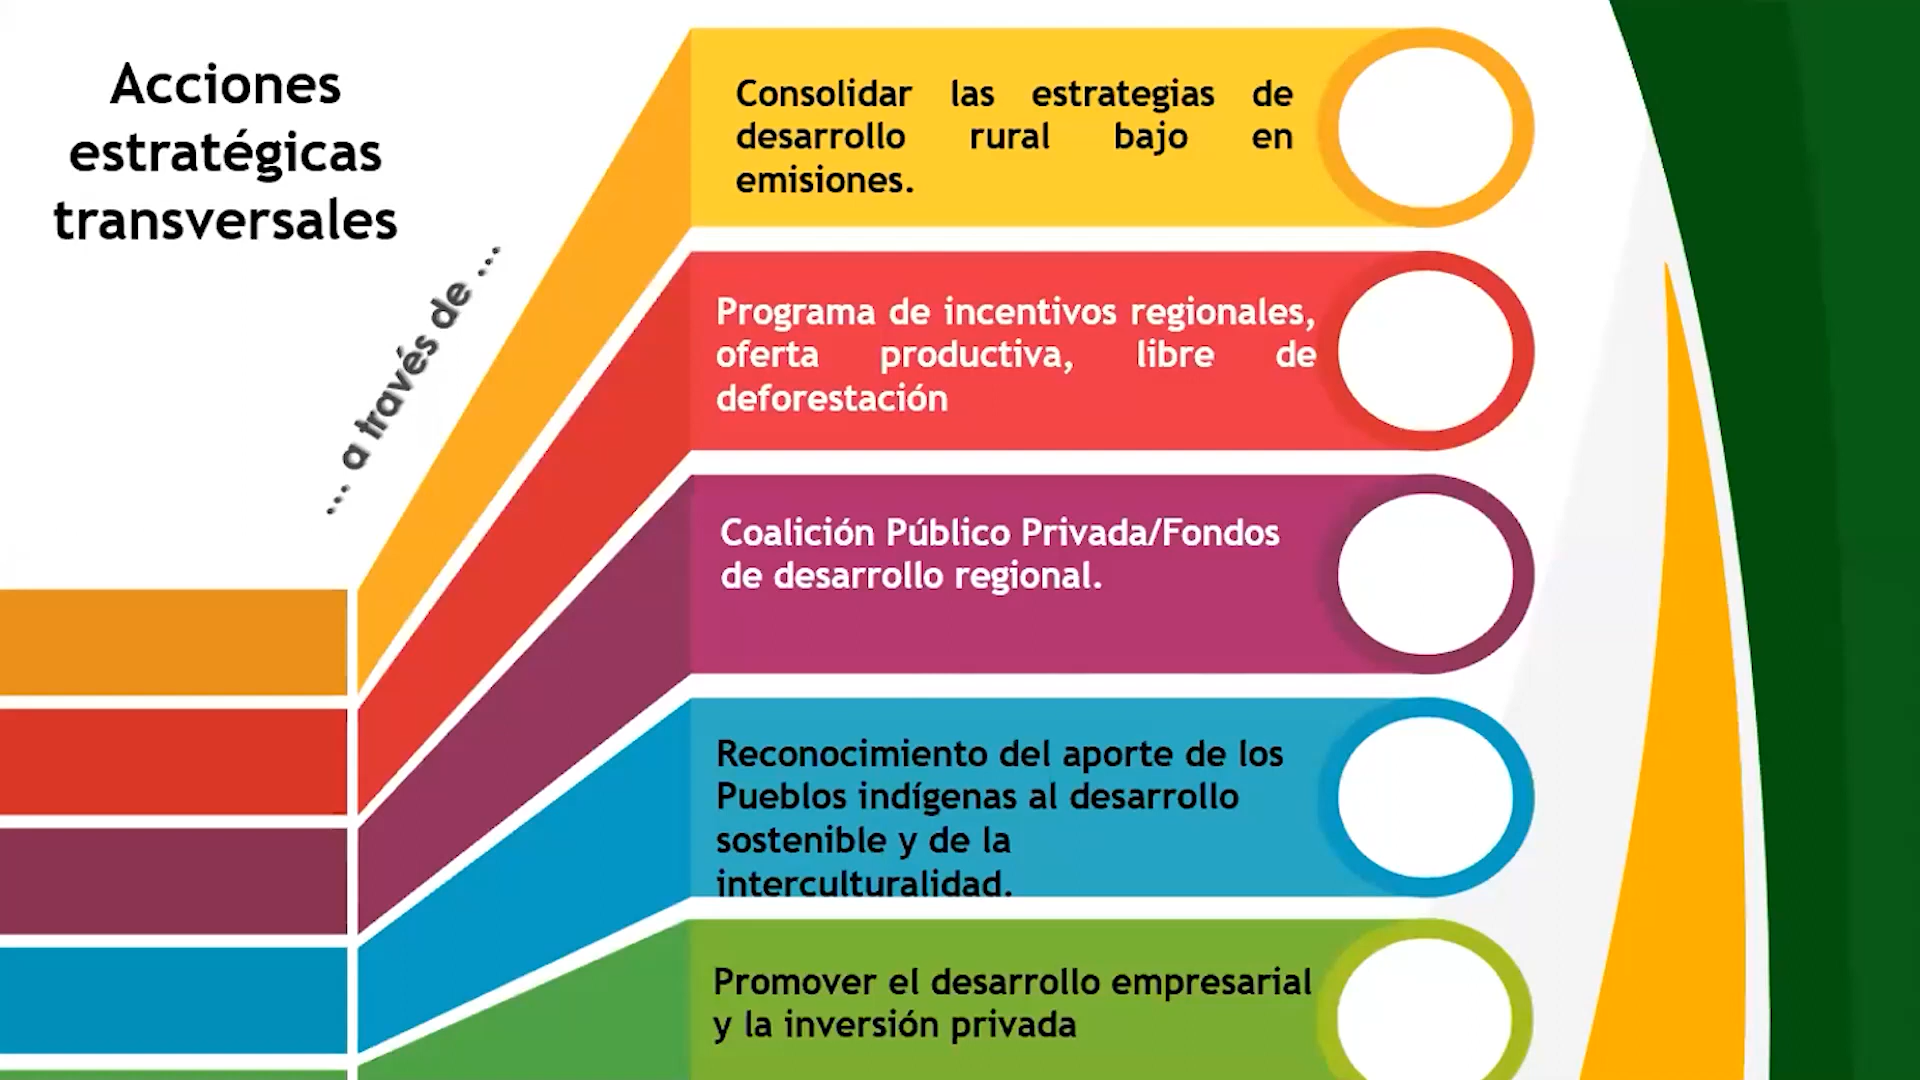 Acciones
estratégicas
transversales
... a través de ...
Consolidar las estrategias de
desarrollo rural bajo en
emisiones.
Programa de incentivos regionales,
oferta productiva, libre de
deforestación
Coalición Público Privada/Fondos
de desarrollo regional.
Reconocimiento del aporte de los
Pueblos indígenas al desarrollo
sostenible y de la
interculturalidad.
Promover el desarrollo empresarial
y la inversión privada